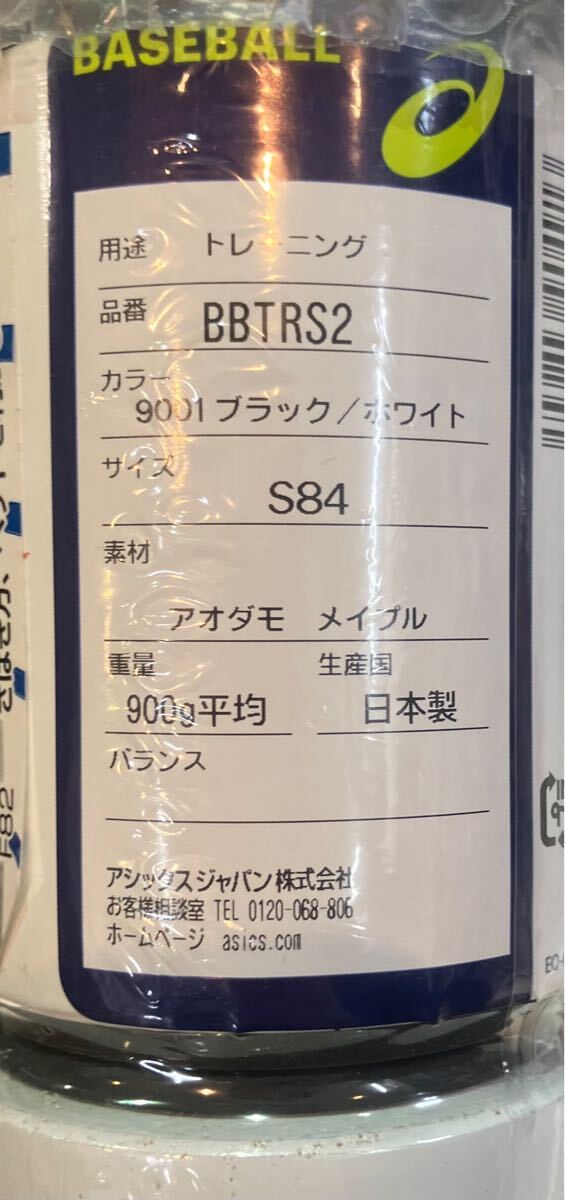 BASEBALL
用途 トレーニング
品番 BBTRS2
カラー
9001 ブラック/ホワイト
サイズ
S84
素材
アオダモ メイプル
重量 生産国
900g平均 日本製
バランス
アシックスジャパン株式会社
お客様相談室 TEL 0120-068-806
ホームページ asics.com